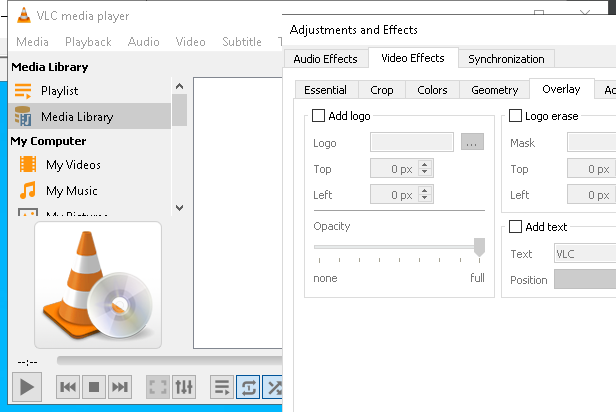 VLC media player
Media Playback Audio Video Subtitle
Media Library
Playlist
Media Library
My Computer
My Videos
My Music
My Pictures
--:--
Adjustments and Effects
Audio Effects Video Effects Synchronization
Essential Crop Colors Geometry Overlay
Add logo
Logo ...
Top 0 px
Left 0 px
Opacity
none full
Logo erase
Mask
Top 0 px
Left 0 px
Add text
Text VLC
Position